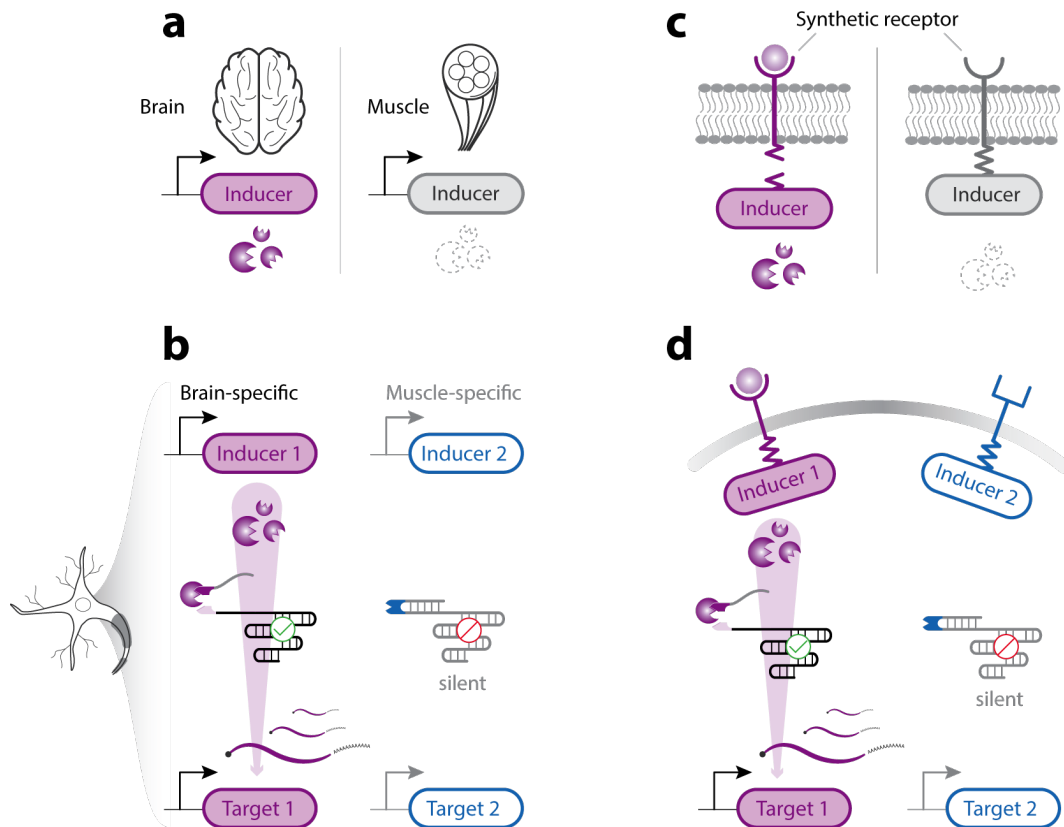 a
Brain
Muscle
Inducer
Inducer
b
Brain-specific
Muscle-specific
Inducer 1
Inducer 2
silent
Target 1
Target 2
c
Synthetic receptor
Inducer
Inducer
d
Inducer 1
Inducer 2
silent
Target 1
Target 2